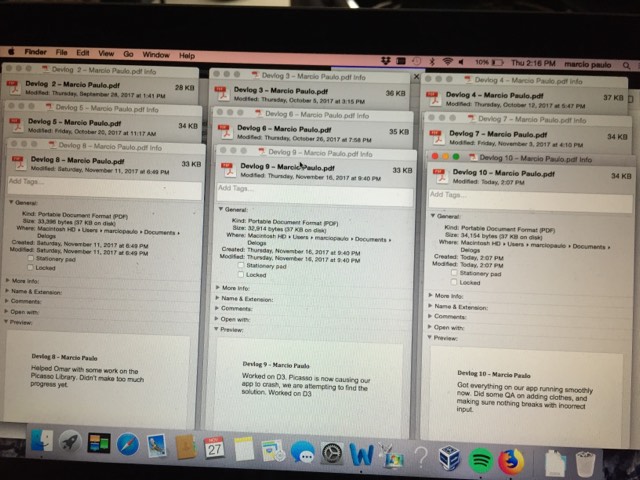 Finder File Edit View Go Window Help
10% Thu 2:16 PM marcio paulo
Devlog 2 – Marcio Paulo.pdf Info
Devlog 2 – Marcio Paulo.pdf 28 KB
Modified: Thursday, September 28, 2017 at 1:41 PM
Devlog 5 – Marcio Paulo.pdf Info
Devlog 5 – Marcio Paulo.pdf 34 KB
Modified: Friday, October 20, 2017 at 11:17 AM
Devlog 8 – Marcio Paulo.pdf Info
Devlog 8 – Marcio Paulo.pdf 33 KB
Modified: Saturday, November 11, 2017 at 6:49 PM
Add Tags...
General:
Kind: Portable Document Format (PDF)
Size: 33,396 bytes (37 KB on disk)
Where: Macintosh HD ▸ Users ▸ marciopaulo ▸ Documents ▸
Delogs
Created: Saturday, November 11, 2017 at 6:49 PM
Modified: Saturday, November 11, 2017 at 6:49 PM
Stationery pad
Locked
More Info:
Name & Extension:
Comments:
Open with:
Preview:
Devlog 8 – Marcio Paulo
Helped Omar with some work on the
Picasso Library. Didn't make too much
progress yet.
Devlog 3 – Marcio Paulo.pdf Info
Devlog 3 – Marcio Paulo.pdf 36 KB
Modified: Thursday, October 5, 2017 at 3:15 PM
Devlog 6 – Marcio Paulo.pdf Info
Devlog 6 – Marcio Paulo.pdf 35 KB
Modified: Thursday, October 26, 2017 at 7:58 PM
Devlog 9 – Marcio Paulo.pdf Info
Devlog 9 – Marcio Paulo.pdf 33 KB
Modified: Thursday, November 16, 2017 at 9:40 PM
Add Tags...
General:
Kind: Portable Document Format (PDF)
Size: 32,914 bytes (37 KB on disk)
Where: Macintosh HD ▸ Users ▸ marciopaulo ▸ Documents ▸
Delogs
Created: Thursday, November 16, 2017 at 9:40 PM
Modified: Thursday, November 16, 2017 at 9:40 PM
Stationery pad
Locked
More Info:
Name & Extension:
Comments:
Open with:
Preview:
Devlog 9 – Marcio Paulo
Worked on D3. Picasso is now causing our
app to crash, we are attempting to find the
solution. Worked on D3
Devlog 4 – Marcio Paulo.pdf Info
Devlog 4 – Marcio Paulo.pdf 37 KB
Modified: Thursday, October 12, 2017 at 5:47 PM
Devlog 7 – Marcio Paulo.pdf Info
Devlog 7 – Marcio Paulo.pdf 34 KB
Modified: Friday, November 3, 2017 at 4:10 PM
Devlog 10 – Marcio Paulo.pdf Info
Devlog 10 – Marcio Paulo.pdf 34 KB
Modified: Today, 2:07 PM
Add Tags...
General:
Kind: Portable Document Format (PDF)
Size: 34,154 bytes (37 KB on disk)
Where: Macintosh HD ▸ Users ▸ marciopaulo ▸ Documents ▸
Delogs
Created: Today, 2:07 PM
Modified: Today, 2:07 PM
Stationery pad
Locked
More Info:
Name & Extension:
Comments:
Open with:
Preview:
Devlog 10 – Marcio Paulo
Got everything on our app running smoothly
now. Did some QA on adding clothes, and
making sure nothing breaks with incorrect
input.
NOV
27